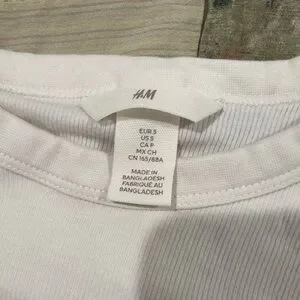 H&M
EUR S
US S
CA P
MX CH
CN 165/88A
MADE IN
BANGLADESH
FABRIQUÉ AU
BANGLADESH